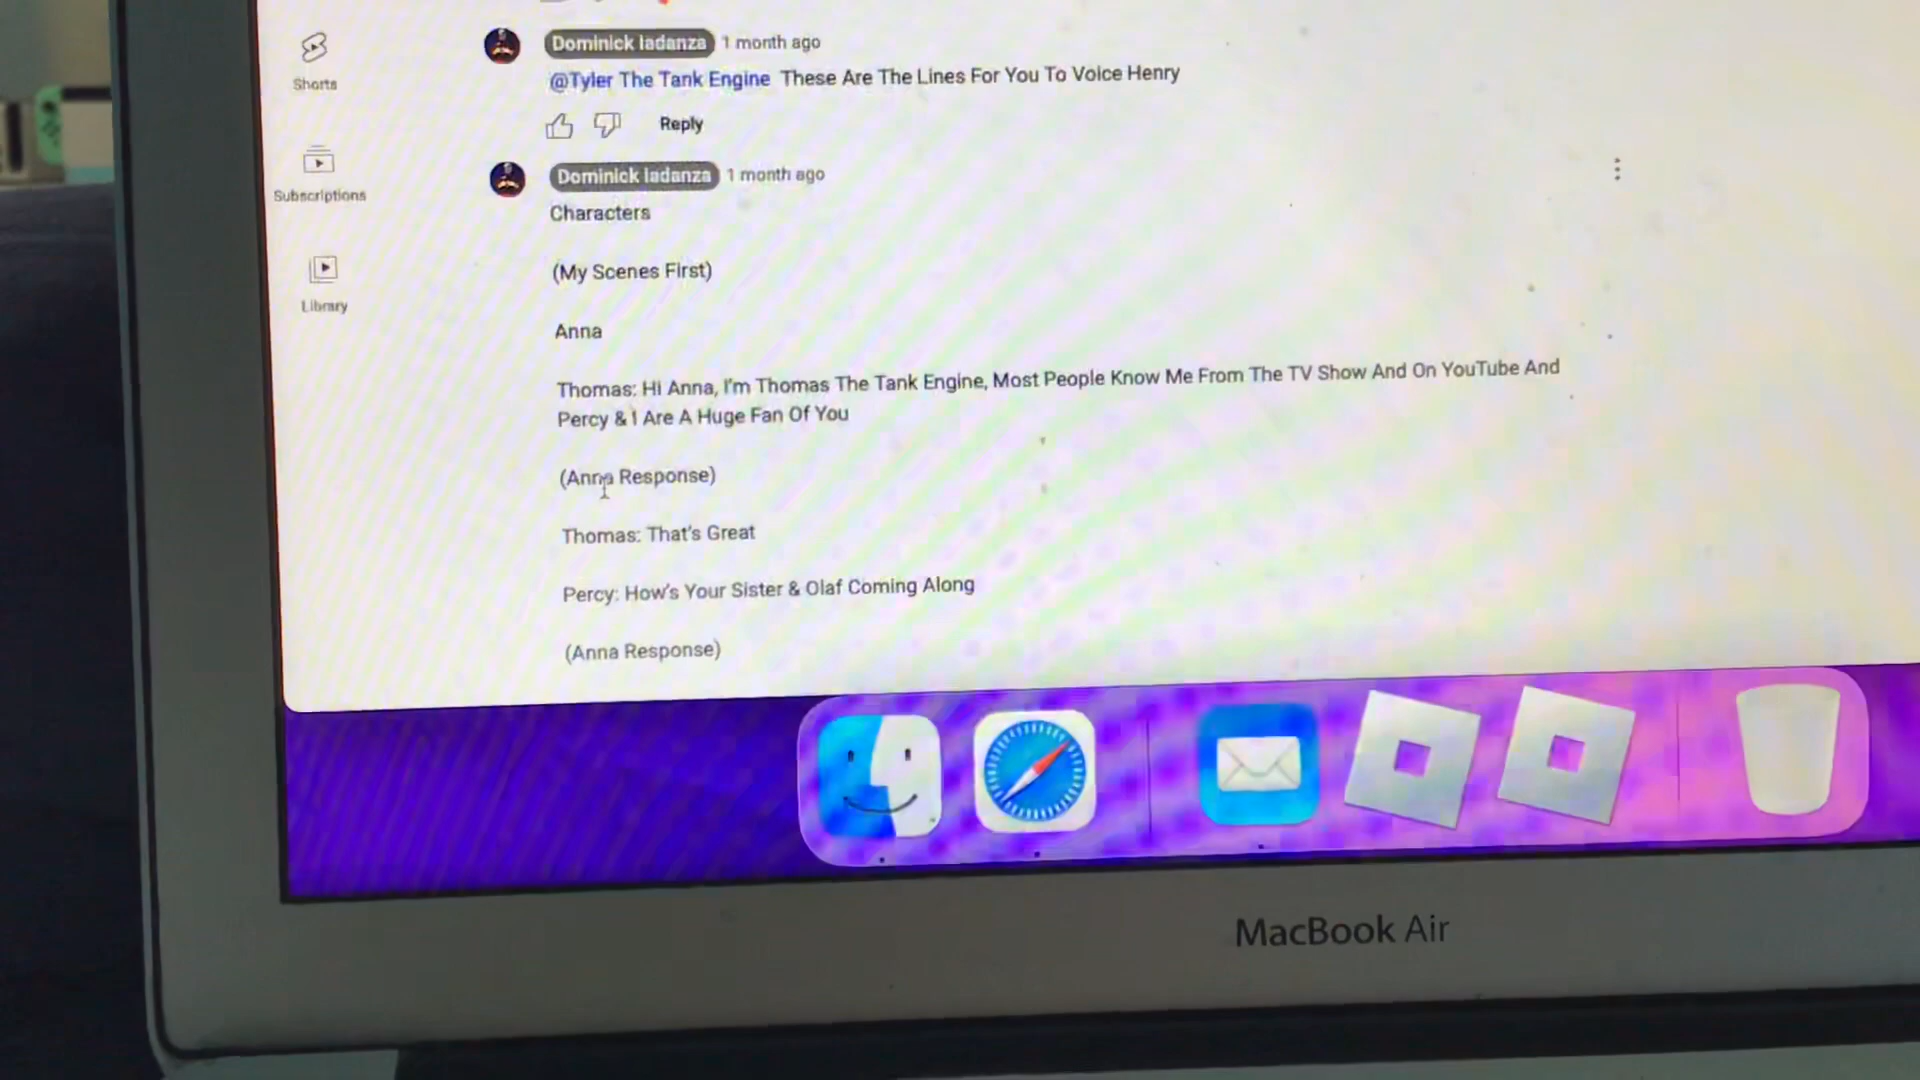 Dominick Iadanza 1 month ago
@Tyler The Tank Engine These Are The Lines For You To Voice Henry
Shorts
Reply
Dominick Iadanza 1 month ago
Subscriptions
Characters
(My Scenes First)
Library
Anna
Thomas: Hi Anna, I'm Thomas The Tank Engine, Most People Know Me From The TV Show And On YouTube And
Percy & I Are A Huge Fan Of You
(Anna Response)
Thomas: That's Great
Percy: How's Your Sister & Olaf Coming Along
(Anna Response)
MacBook Air